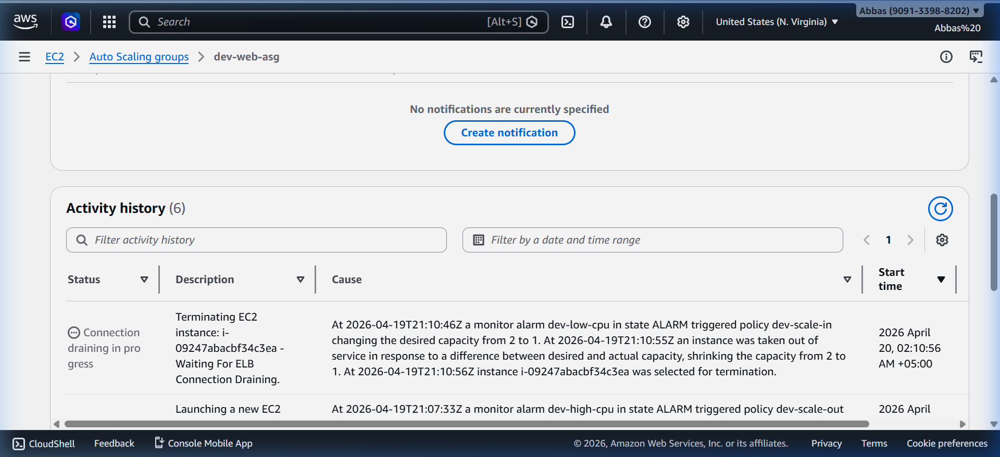 aws
Search
[Alt+S]
United States (N. Virginia)
Abbas (9091-3398-8202)
Abbas%20
EC2
Auto Scaling groups
dev-web-asg
No notifications are currently specified
Create notification
Activity history (6)
Filter activity history
Filter by a date and time range
1
Status
Description
Cause
Start
time
Connection
draining in pro
gress
Terminating EC2
instance: i-
09247abacbf34c3ea -
Waiting For ELB
Connection Draining.
At 2026-04-19T21:10:46Z a monitor alarm dev-low-cpu in state ALARM triggered policy dev-scale-in
changing the desired capacity from 2 to 1. At 2026-04-19T21:10:55Z an instance was taken out of
service in response to a difference between desired and actual capacity, shrinking the capacity from 2 to
1. At 2026-04-19T21:10:56Z instance i-09247abacbf34c3ea was selected for termination.
2026 April
20, 02:10:56
AM +05:00
Launching a new EC2
At 2026-04-19T21:07:33Z a monitor alarm dev-high-cpu in state ALARM triggered policy dev-scale-out
2026 April
CloudShell
Feedback
Console Mobile App
© 2026, Amazon Web Services, Inc. or its affiliates.
Privacy
Terms
Cookie preferences